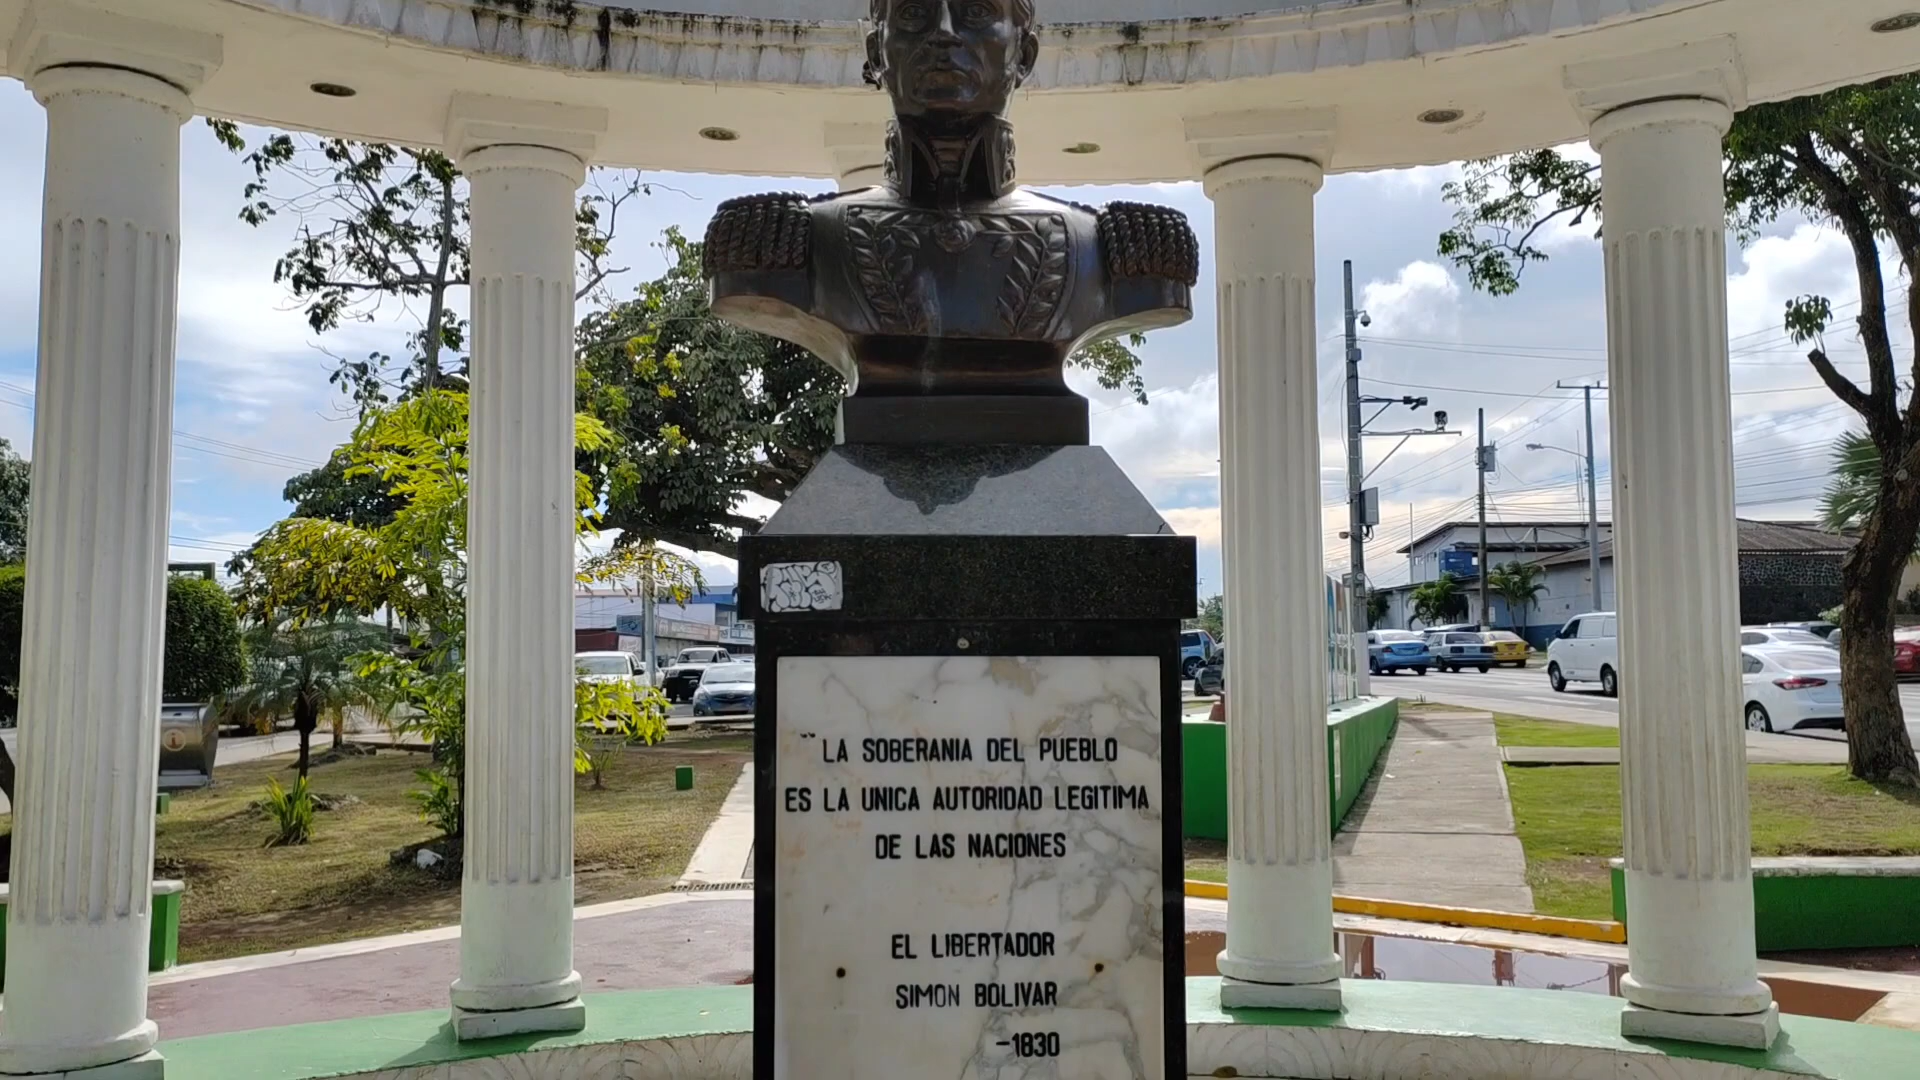 “ LA SOBERANIA DEL PUEBLO
ES LA UNICA AUTORIDAD LEGITIMA
DE LAS NACIONES
EL LIBERTADOR
SIMON BOLIVAR
-1830